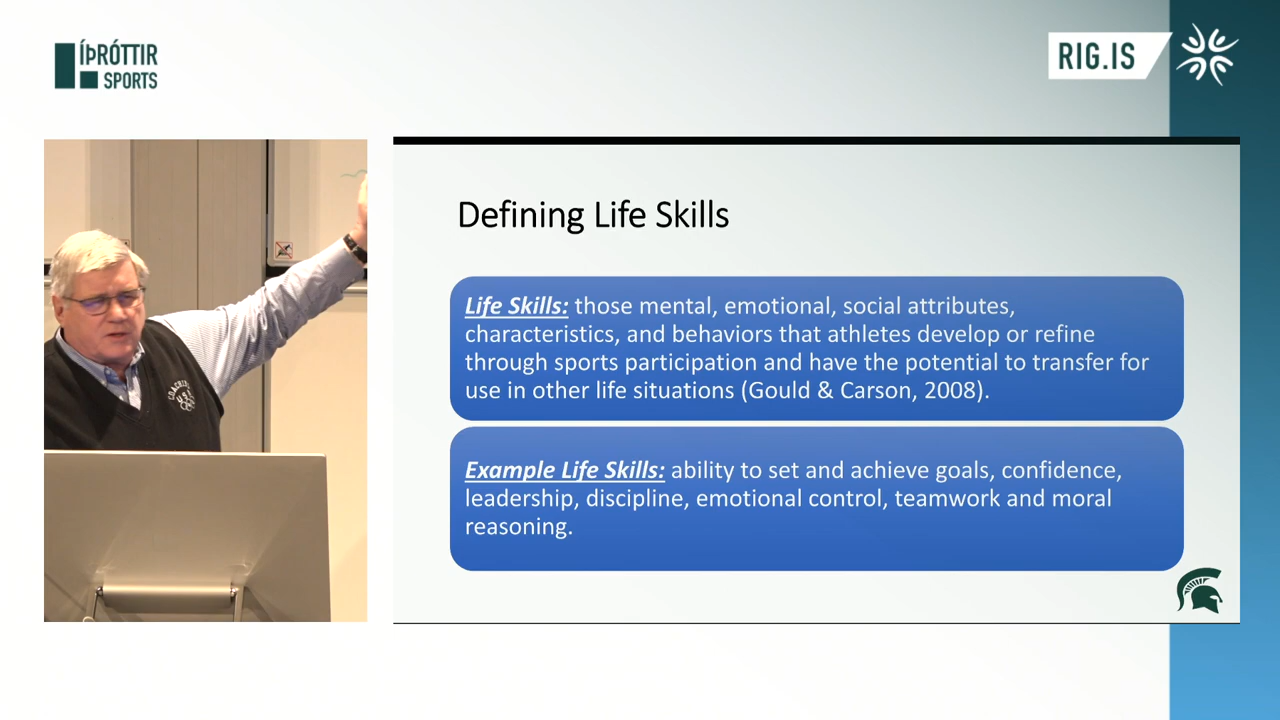 ÍÞRÓTTIR
SPORTS
RIG.IS
Defining Life Skills
Life Skills: those mental, emotional, social attributes,
characteristics, and behaviors that athletes develop or refine
through sports participation and have the potential to transfer for
use in other life situations (Gould & Carson, 2008).
Example Life Skills: ability to set and achieve goals, confidence,
leadership, discipline, emotional control, teamwork and moral
reasoning.